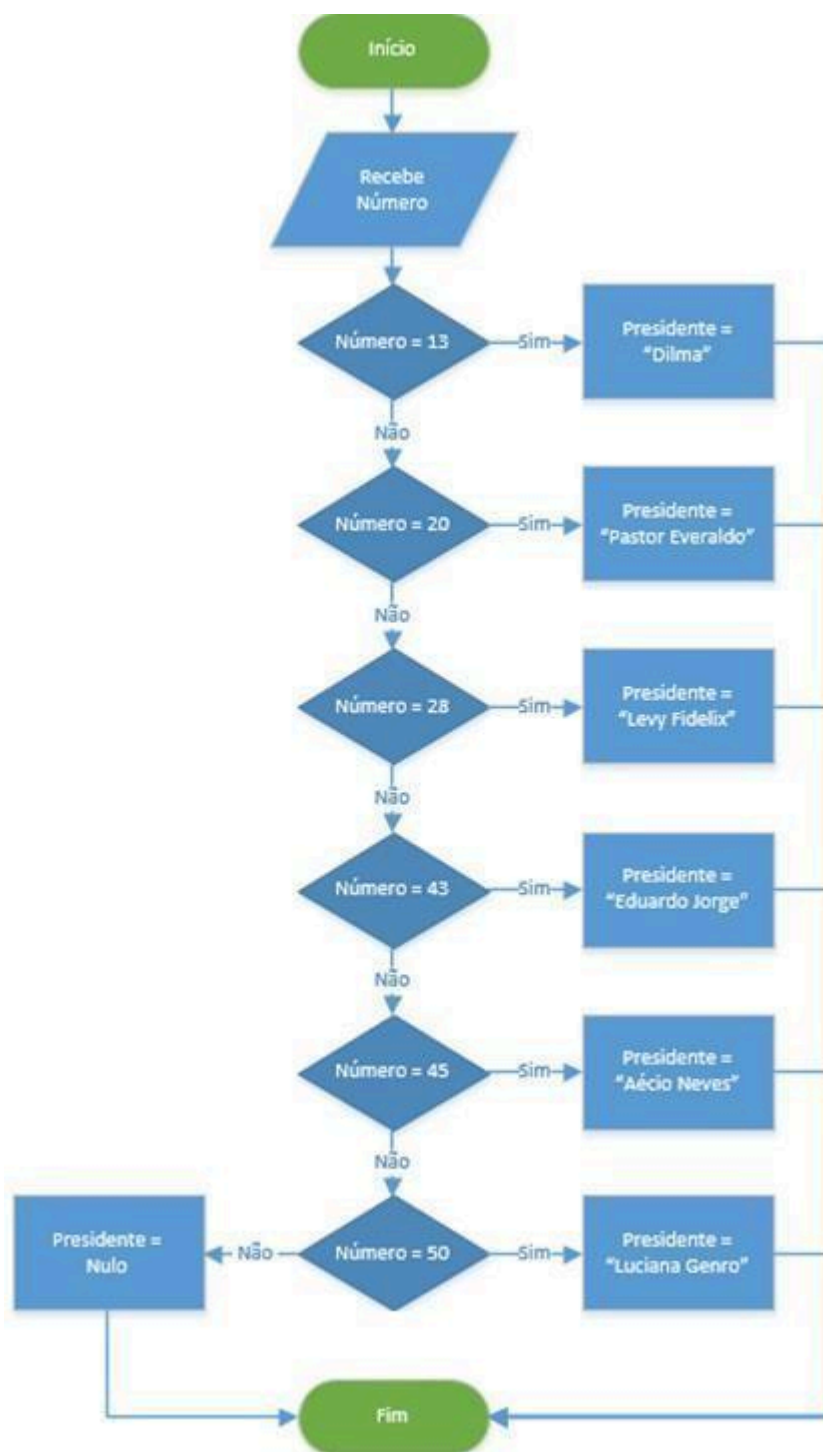 Início
Recebe
Número
Número = 13
Sim
Presidente =
“Dilma”
Não
Número = 20
Sim
Presidente =
“Pastor Everaldo”
Não
Número = 28
Sim
Presidente =
“Levy Fidelix”
Não
Número = 43
Sim
Presidente =
“Eduardo Jorge”
Não
Número = 45
Sim
Presidente =
“Aécio Neves”
Não
Presidente =
Nulo
Não
Número = 50
Sim
Presidente =
“Luciana Genro”
Fim